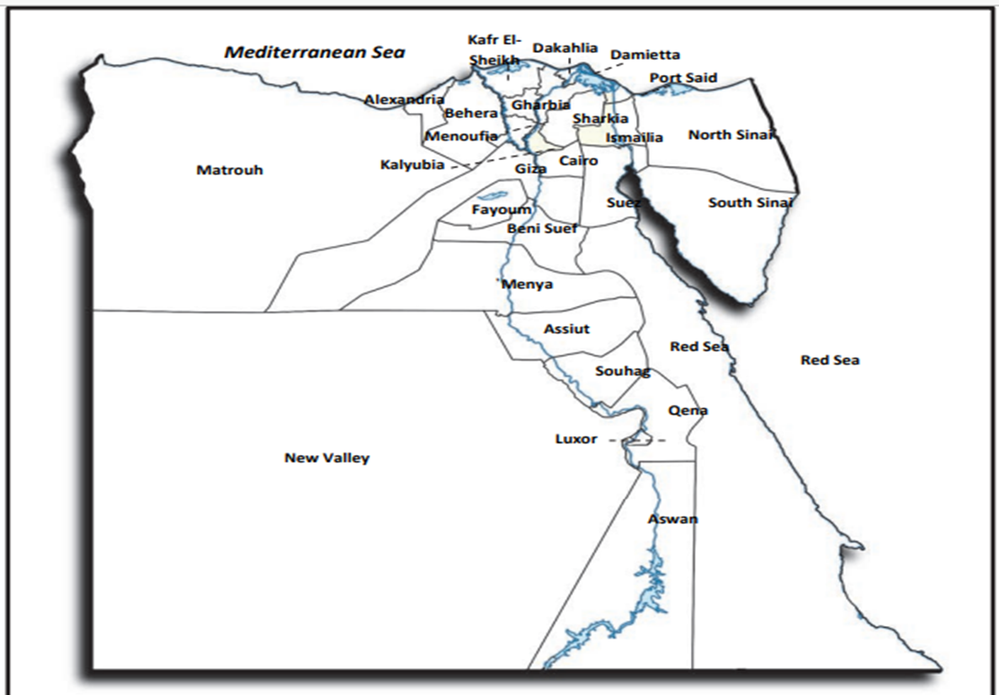 Kafr El-
Sheikh
Mediterranean Sea
Dakahlia
Damietta
Port Said
Alexandria
Behera
Gharbia
Sharkia
Menoufia
Ismailia
North Sinai
Kalyubia
Cairo
Giza
Matrouh
Fayoum
Suez
South Sinai
Beni Suef
Menya
Assiut
Red Sea
Red Sea
Souhag
Qena
Luxor
New Valley
Aswan